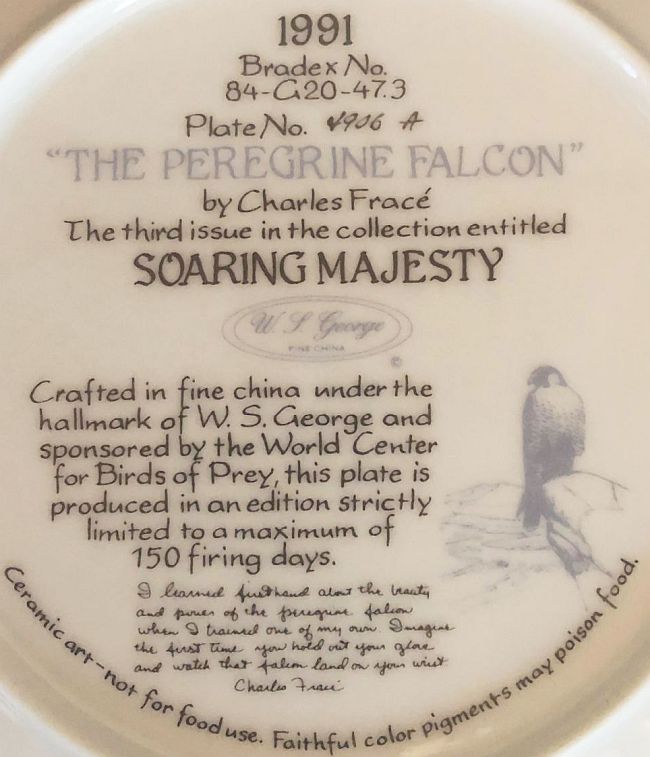 1991
Bradex No.
84-G20-47.3
Plate No. 4906 A
"THE PEREGRINE FALCON"
by Charles Fracé
The third issue in the collection entitled
SOARING MAJESTY
W. S. George
FINE CHINA
©
Crafted in fine china under the
hallmark of W. S. George and
sponsored by the World Center
for Birds of Prey, this plate is
produced in an edition strictly
limited to a maximum of
150 firing days.
I learned firsthand about the beauty
and power of the peregrine falcon
when I trained one of my own. Imagine
the first time you hold out your glove
and watch that falcon land on your wrist
Charles Fracé
Ceramic art-not for food use. Faithful color pigments may poison food.